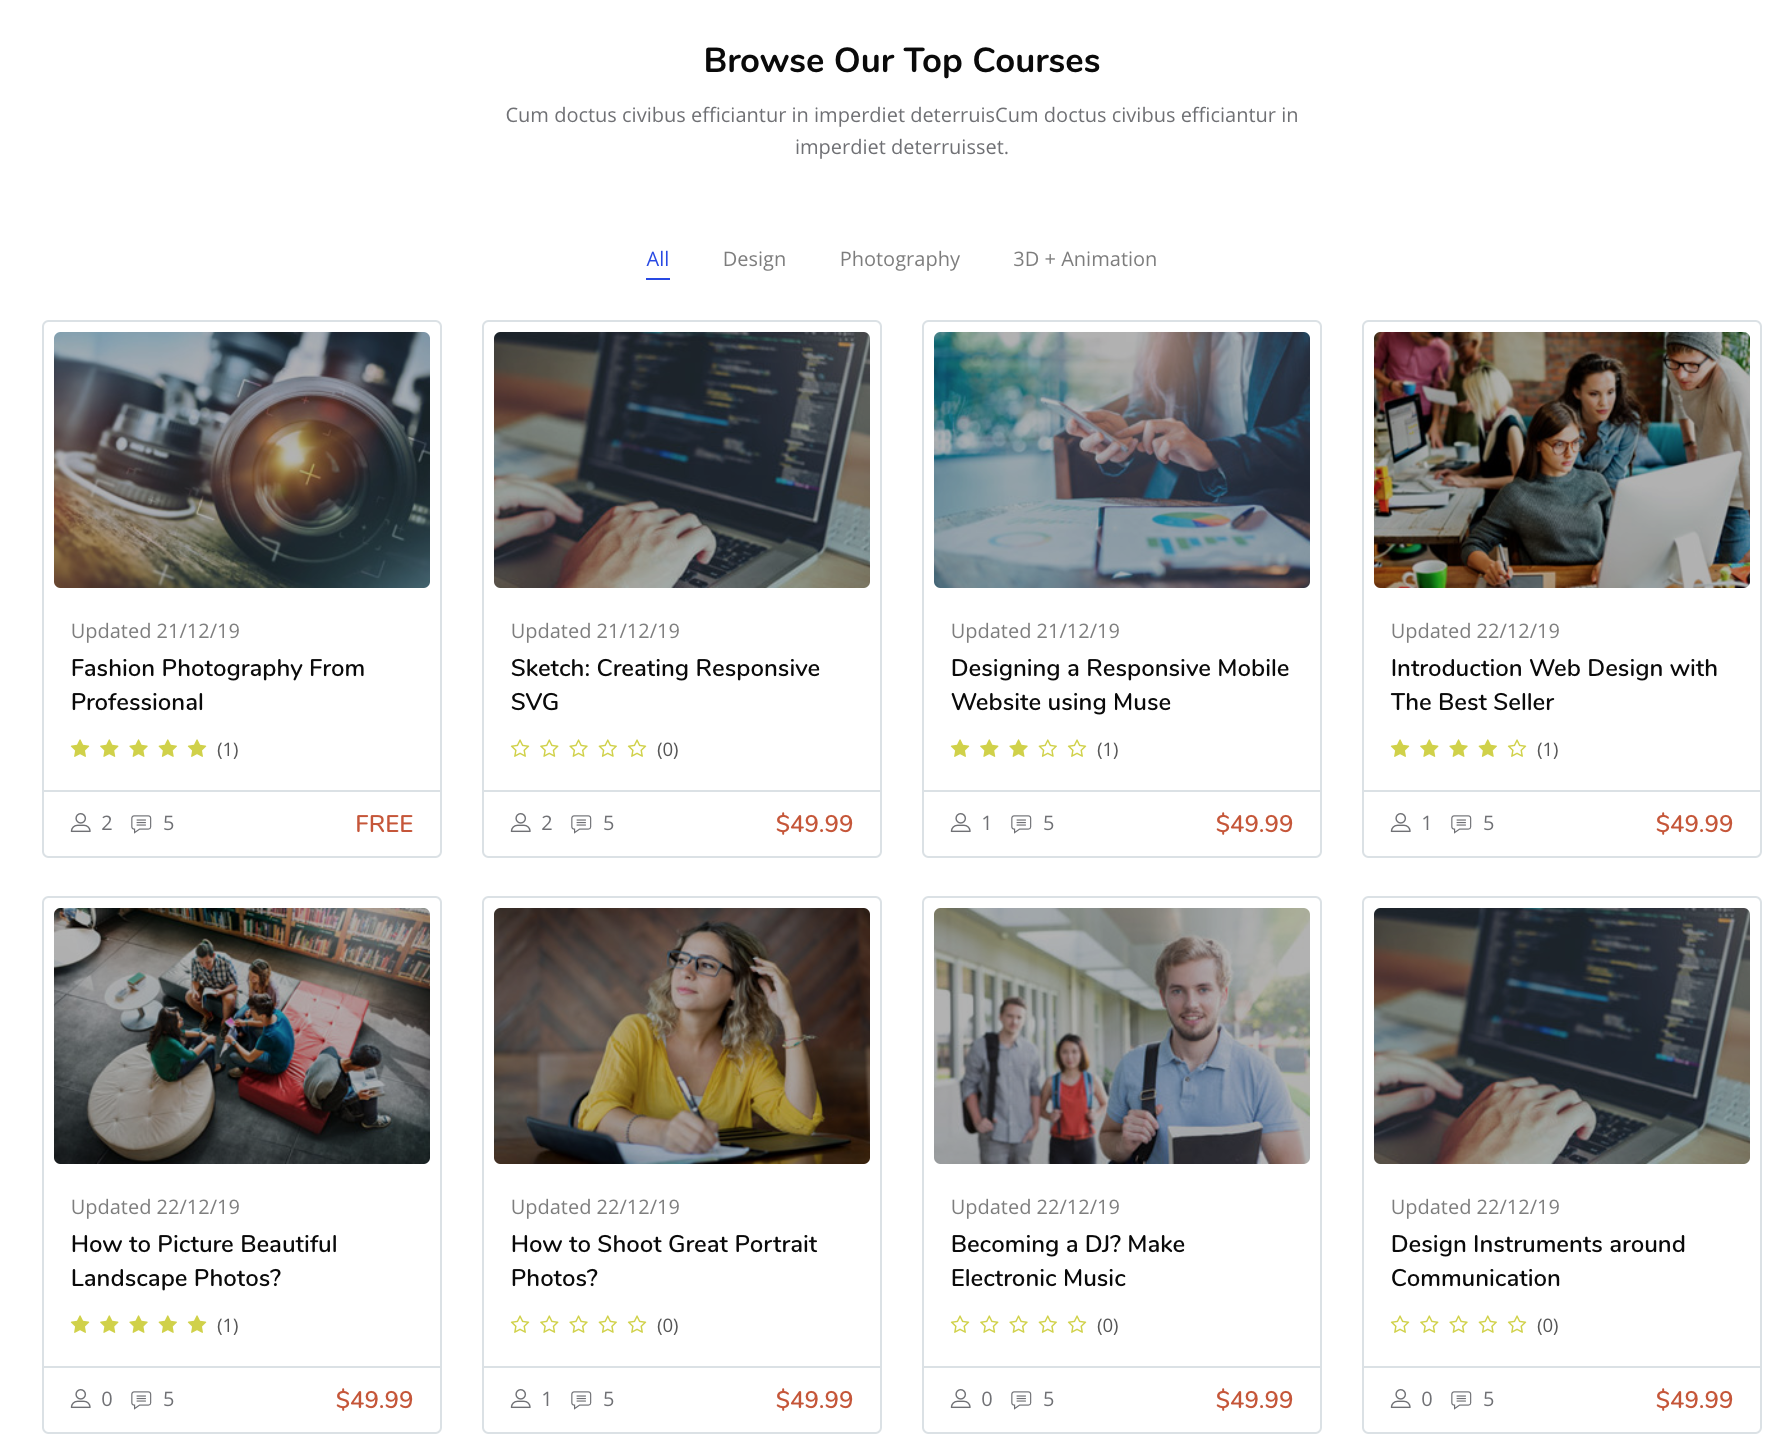 Browse Our Top Courses
Cum doctus civibus efficiantur in imperdiet deterruisCum doctus civibus efficiantur in
imperdiet deterruisset.
All
Design
Photography
3D + Animation
Updated 21/12/19
Fashion Photography From
Professional
(1)
2
5
FREE
Updated 21/12/19
Sketch: Creating Responsive
SVG
(0)
2
5
$49.99
Updated 21/12/19
Designing a Responsive Mobile
Website using Muse
(1)
1
5
$49.99
Updated 22/12/19
Introduction Web Design with
The Best Seller
(1)
1
5
$49.99
Updated 22/12/19
How to Picture Beautiful
Landscape Photos?
(1)
0
5
$49.99
Updated 22/12/19
How to Shoot Great Portrait
Photos?
(0)
1
5
$49.99
Updated 22/12/19
Becoming a DJ? Make
Electronic Music
(0)
0
5
$49.99
Updated 22/12/19
Design Instruments around
Communication
(0)
0
5
$49.99